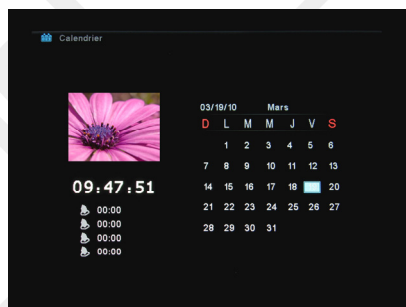 Calendrier
03/19/10 Mars
D L M M J V S
1 2 3 4 5 6
7 8 9 10 11 12 13
14 15 16 17 18 20
21 22 23 24 25 26 27
28 29 30 31
09:47:51
00:00
00:00
00:00
00:00